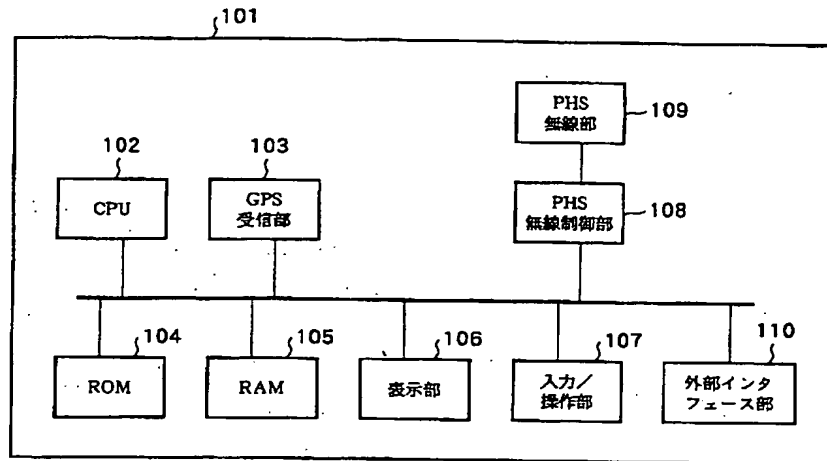 101
PHS
無線部
109
102
103
CPU
GPS
受信部
PHS
無線制御部
108
104
105
106
107
110
ROM
RAM
表示部
入力／
操作部
外部インタ
フェース部